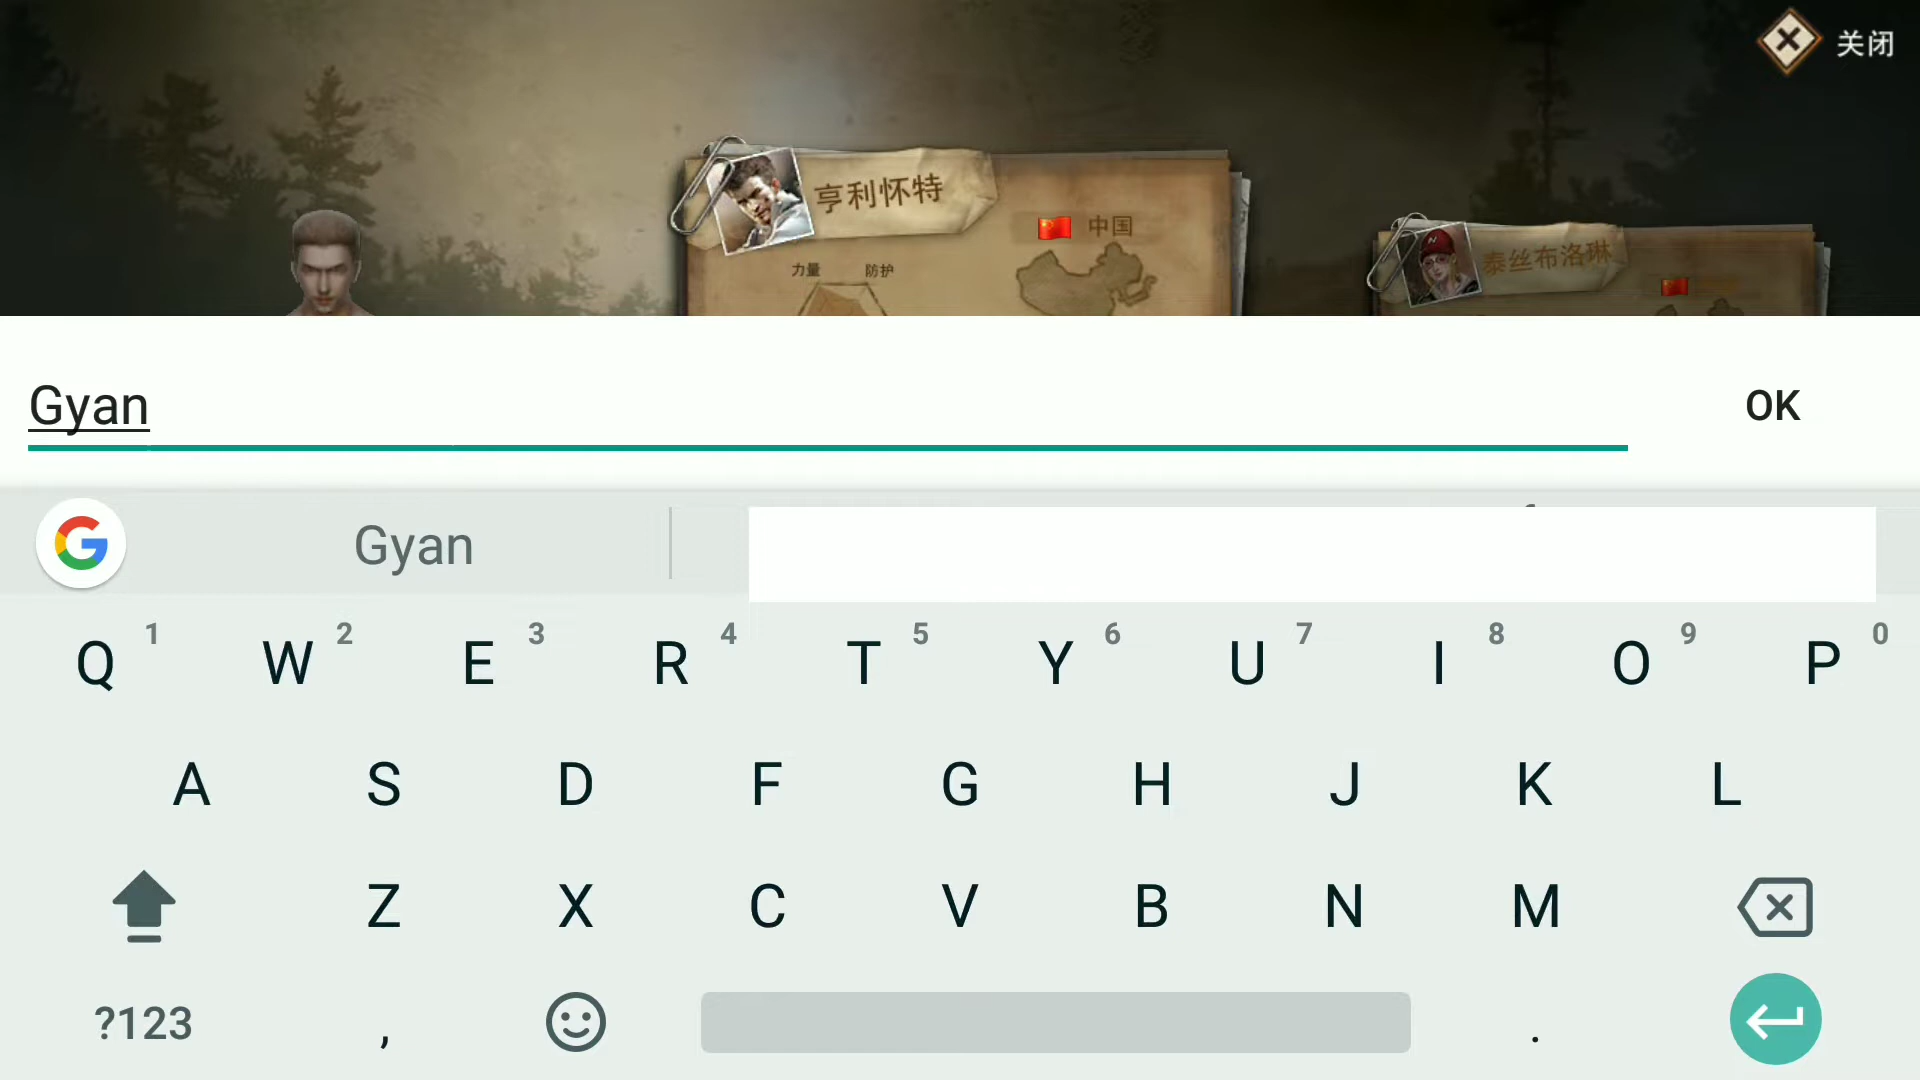 关闭
亨利怀特
中国
泰丝布洛琳
力量 防护
Gyan
OK
Gyan
1 2 3 4 5 6 7 8 9 0
Q W E R T Y U I O P
A S D F G H J K L
Z X C V B N M
?123 , .